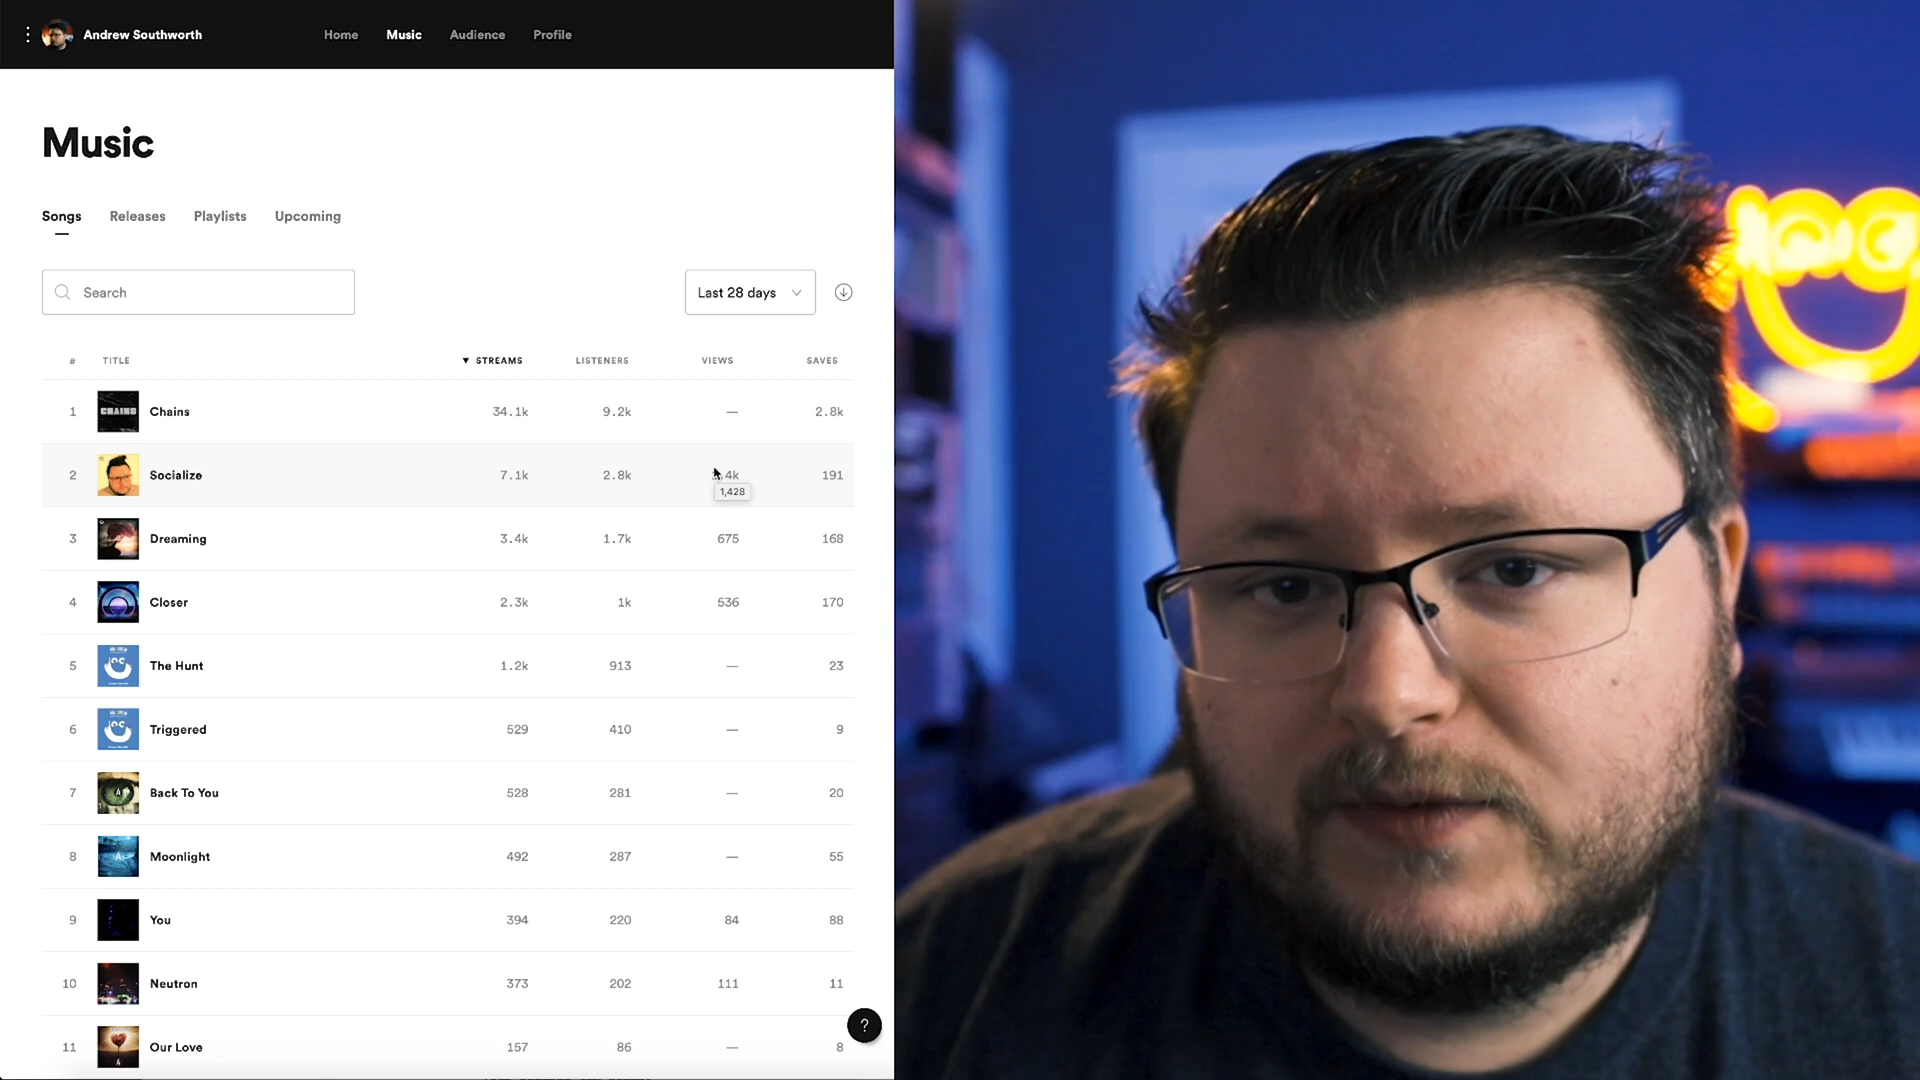 Andrew Southworth Home Music Audience Profile
Music
Songs Releases Playlists Upcoming
Search Last 28 days
# TITLE ▼ STREAMS LISTENERS VIEWS SAVES
1 CHAINS Chains 34.1k 9.2k — 2.8k
2 Socialize 7.1k 2.8k .4k 191
1,428
3 Dreaming 3.4k 1.7k 675 168
4 Closer 2.3k 1k 536 170
5 The Hunt 1.2k 913 — 23
6 Triggered 529 410 — 9
7 Back To You 528 281 — 20
8 Moonlight 492 287 — 55
9 You 394 220 84 88
10 Neutron 373 202 111 11
11 Our Love 157 86 — 8
?